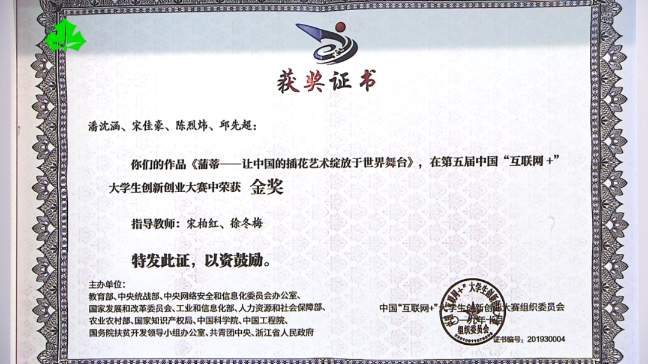 获奖证书
潘沈涵、宋佳豪、陈烈炜、邱先超：
你们的作品《蒲蒂——让中国的插花艺术绽放于世界舞台》，在第五届中国“互联网+”
大学生创新创业大赛中荣获 金奖
指导教师：宋柏红、徐冬梅
特发此证，以资鼓励。
主办单位：
教育部、中央统战部、中央网络安全和信息化委员会办公室、
国家发展和改革委员会、工业和信息化部、人力资源和社会保障部、
农业农村部、国家知识产权局、中国科学院、中国工程院、
国务院扶贫开发领导小组办公室、共青团中央、浙江省人民政府
中国“互联网+”大学生创新创业大赛组织委员会
证书编号：201930004